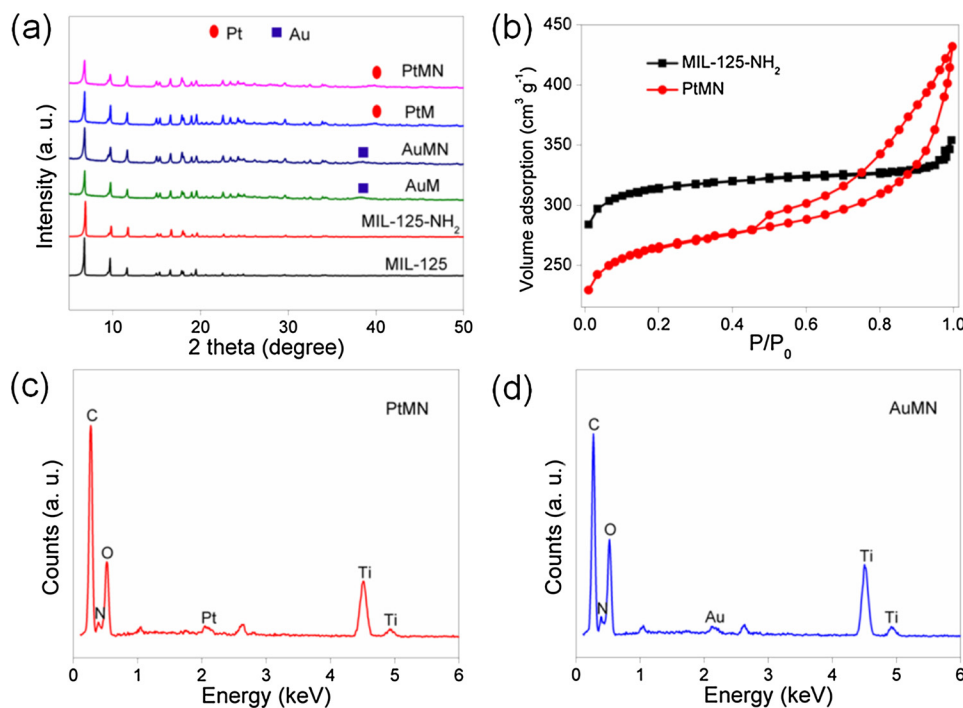 (a)
Pt Au
PtMN
PtM
AuMN
AuM
MIL-125-NH₂
MIL-125
Intensity (a. u.)
10 20 30 40 50
2 theta (degree)
(b)
MIL-125-NH₂
PtMN
Volume adsorption (cm³ g⁻¹)
450
400
350
300
250
0.0 0.2 0.4 0.6 0.8 1.0
P/P₀
(c)
PtMN
C
O
N
Pt
Ti
Ti
Counts (a. u.)
0 1 2 3 4 5 6
Energy (keV)
(d)
AuMN
C
O
N
Au
Ti
Ti
Counts (a. u.)
0 1 2 3 4 5 6
Energy (keV)